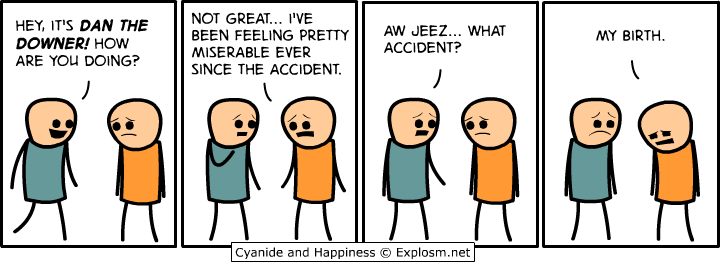 HEY, IT'S DAN THE
DOWNER! HOW
ARE YOU DOING?
NOT GREAT... I'VE
BEEN FEELING PRETTY
MISERABLE EVER
SINCE THE ACCIDENT.
AW JEEZ... WHAT
ACCIDENT?
MY BIRTH.
Cyanide and Happiness © Explosm.net